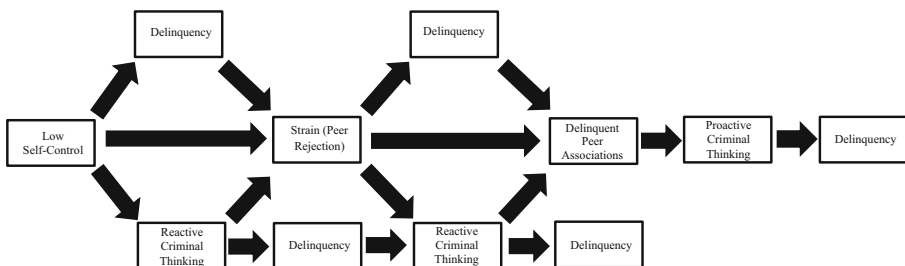 Delinquency
Delinquency
Low
Self-Control
Strain (Peer
Rejection)
Delinquent
Peer
Associations
Proactive
Criminal
Thinking
Delinquency
Reactive
Criminal
Thinking
Delinquency
Reactive
Criminal
Thinking
Delinquency